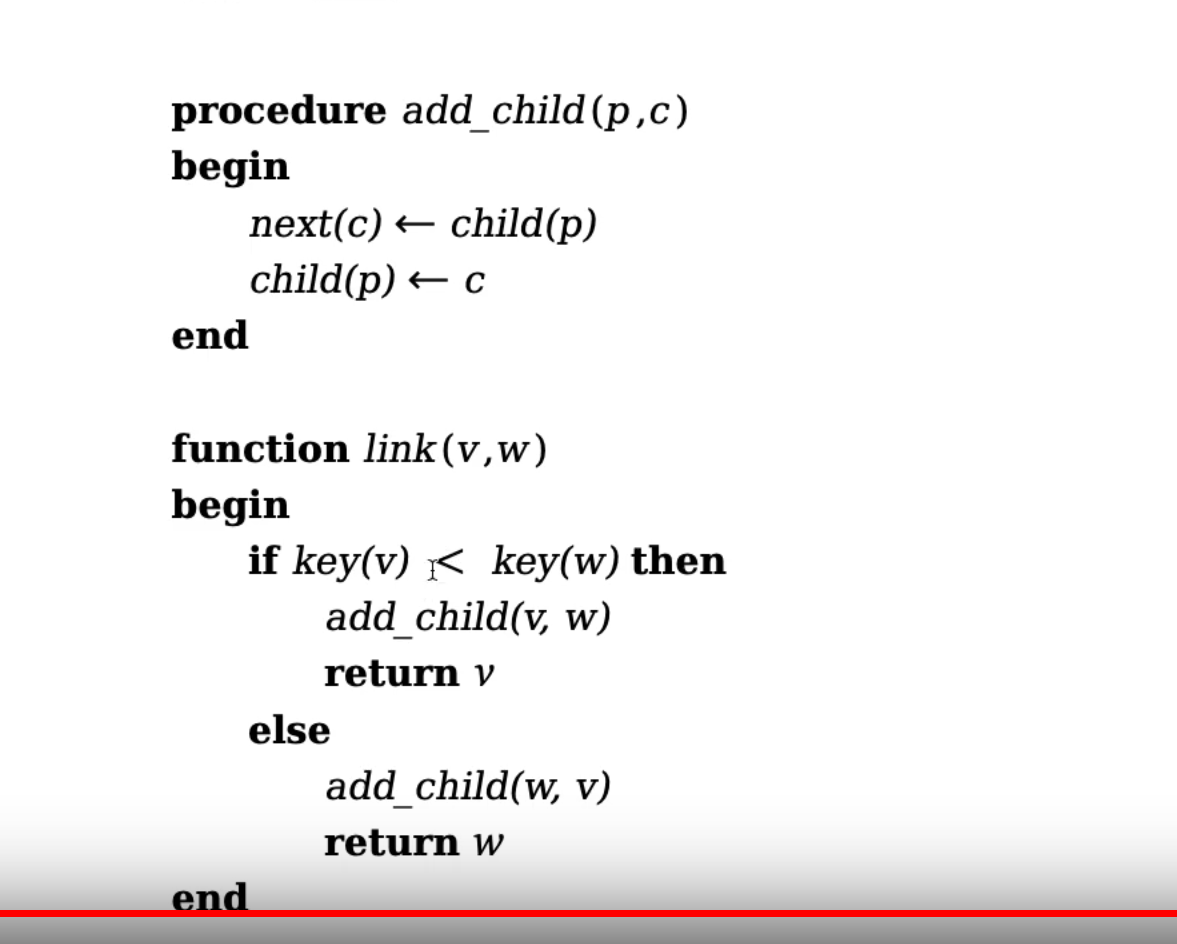 procedure add_child(p,c)
begin
next(c) ← child(p)
child(p) ← c
end
function link(v,w)
begin
if key(v) < key(w) then
add_child(v, w)
return v
else
add_child(w, v)
return w
end